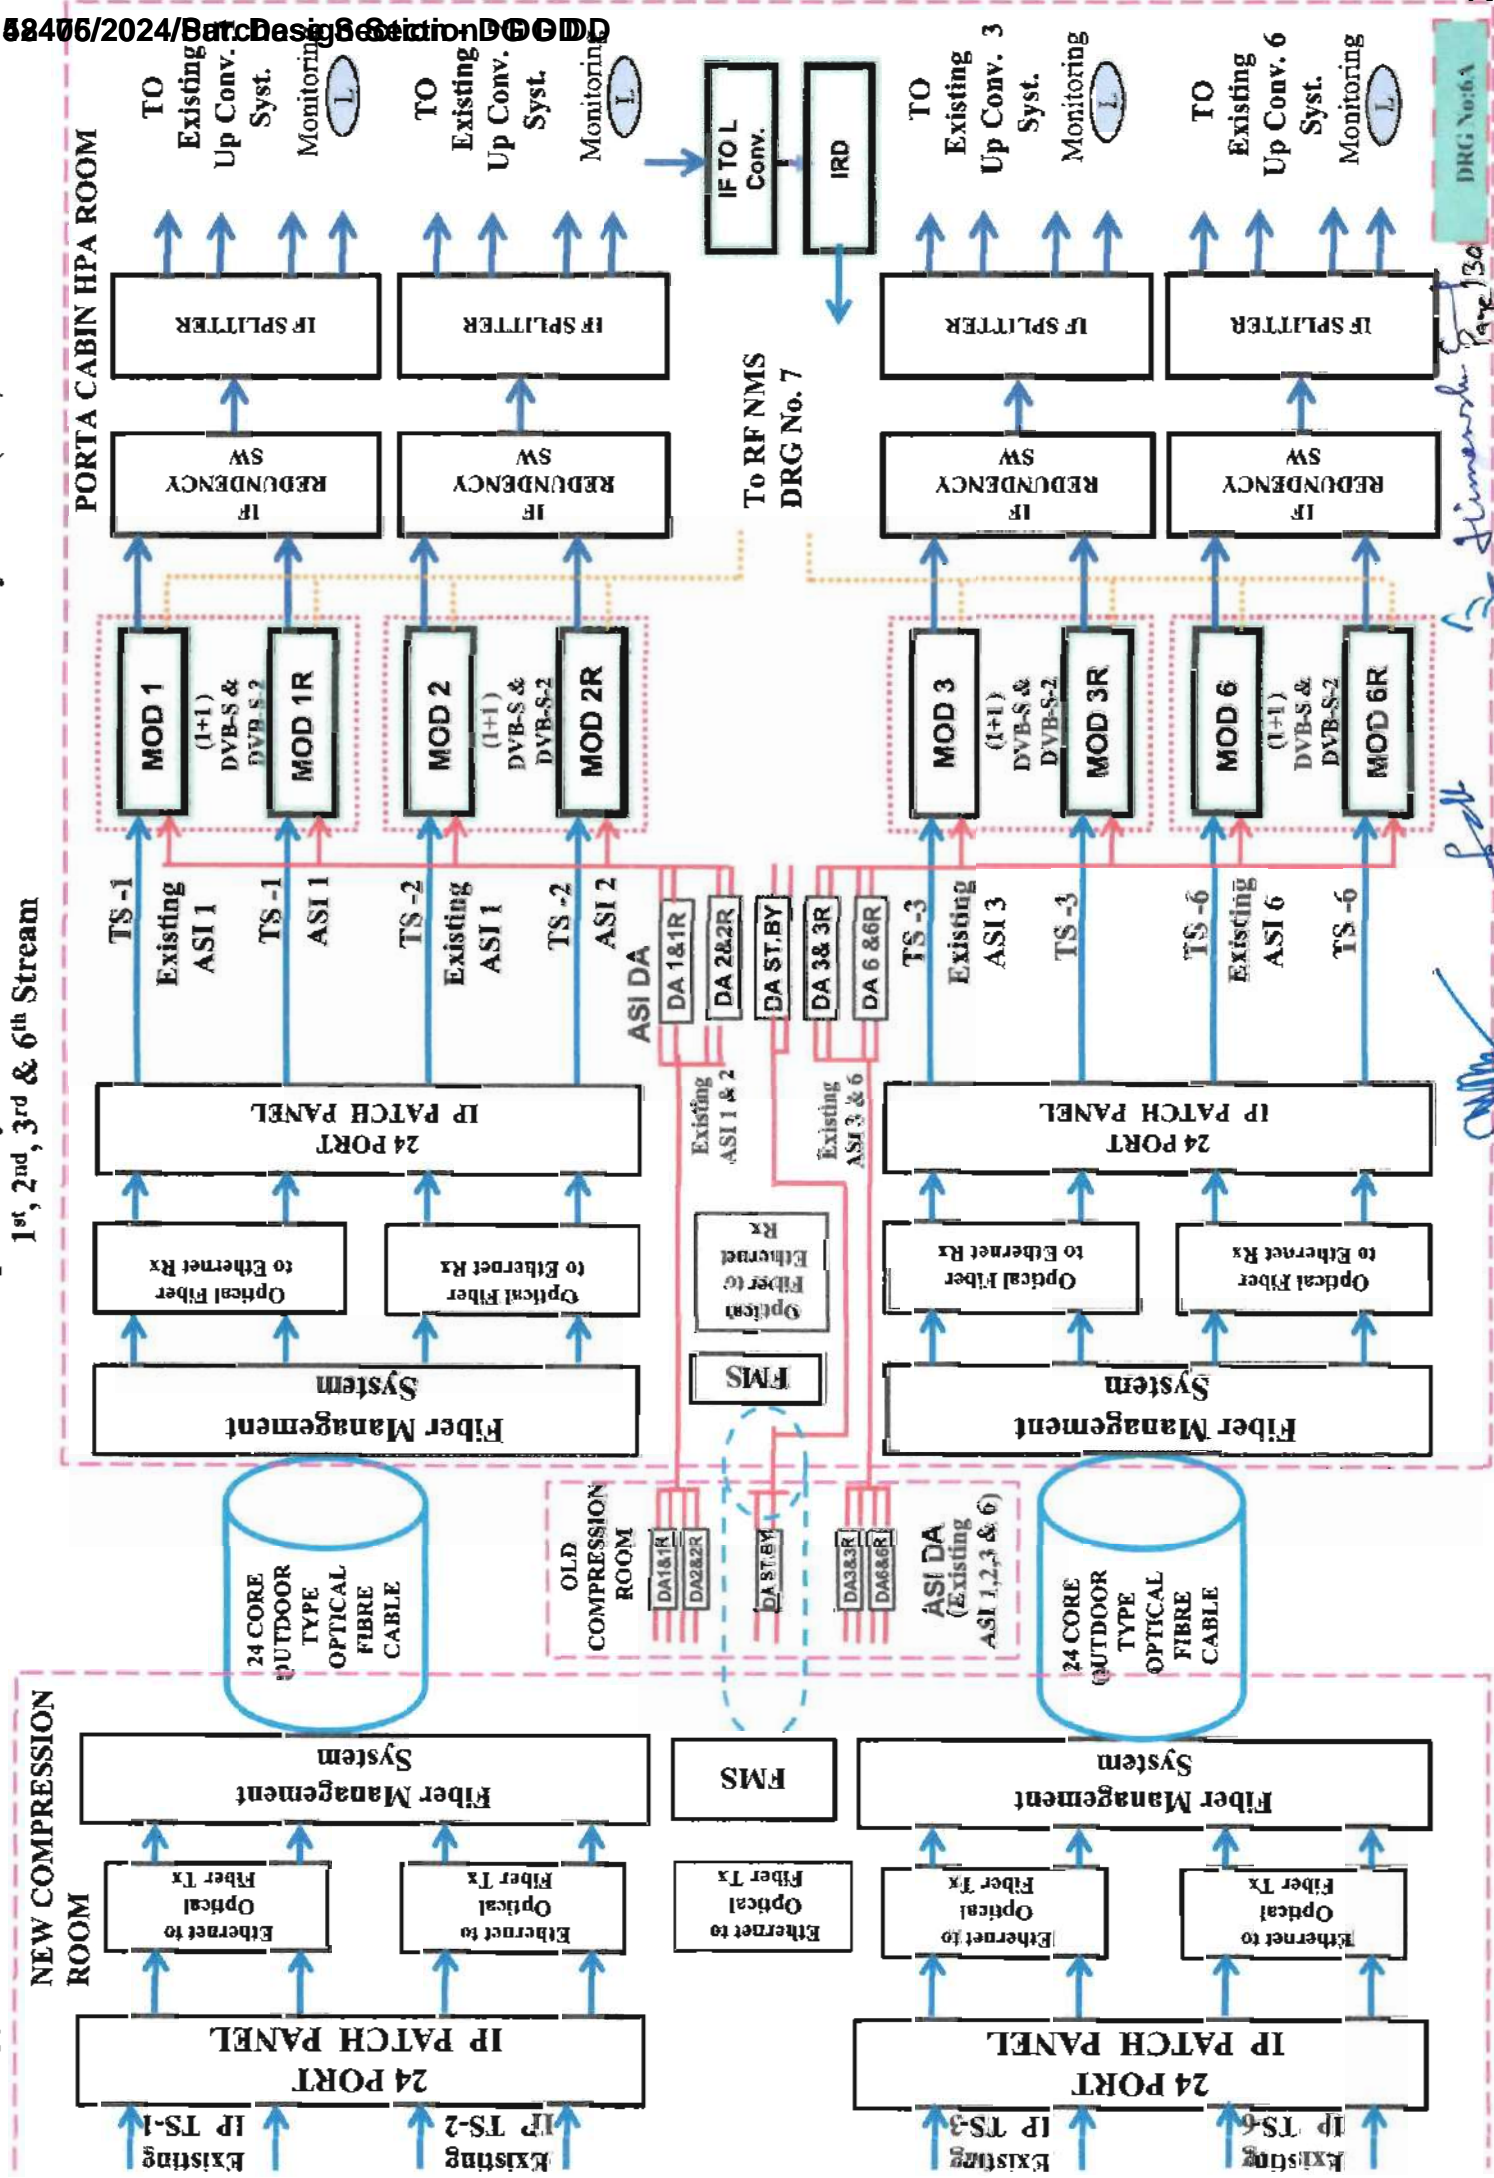 1st, 2nd, 3rd & 6th Stream
PORTA CABIN HPA ROOM
TO
Existing
Up Conv. 1
Syst.
Monitoring
L
TO
Existing
Up Conv. 2
Syst.
Monitoring
L
IF TO L
Conv.
IRD
TO
Existing
Up Conv. 3
Syst.
Monitoring
L
TO
Existing
Up Conv. 6
Syst.
Monitoring
L
DRG No:6A
Page 130
IF SPLITTER
IF SPLITTER
IF SPLITTER
IF SPLITTER
IF
REDUNDENCY
SW
IF
REDUNDENCY
SW
To RF NMS
DRG No. 7
IF
REDUNDENCY
SW
IF
REDUNDENCY
SW
MOD 1
(1+1)
DVB-S &
DVB-S-2
MOD 1R
MOD 2
(1+1)
DVB-S &
DVB-S-2
MOD 2R
MOD 3
(1+1)
DVB-S &
DVB-S-2
MOD 3R
MOD 6
(1+1)
DVB-S &
DVB-S-2
MOD 6R
TS -1
Existing
ASI 1
TS -1
ASI 1
TS -2
Existing
ASI 1
TS -2
ASI 2
ASI DA
DA 1&1R
DA 2&2R
DA ST.BY
DA 3& 3R
DA 6 &6R
TS -3
Existing
ASI 3
TS -3
TS -6
Existing
ASI 6
TS -6
24 PORT
IP PATCH PANEL
Existing
ASI 1 & 2
Existing
ASI 3 & 6
24 PORT
IP PATCH PANEL
Optical Fiber
to Ethernet Rx
Optical Fiber
to Ethernet Rx
Optical
Fiber to
Ethernet
Rx
Optical Fiber
to Ethernet Rx
Optical Fiber
to Ethernet Rx
Fiber Management
System
FMS
Fiber Management
System
24 CORE
OUTDOOR
TYPE
OPTICAL
FIBRE
CABLE
OLD
COMPRESSION
ROOM
DA1&1R
DA2&2R
DA ST.BY
DA3&3R
DA6&6R
ASI DA
(Existing
ASI 1,2,3 & 6)
24 CORE
OUTDOOR
TYPE
OPTICAL
FIBRE
CABLE
NEW COMPRESSION
ROOM
Fiber Management
System
FMS
Fiber Management
System
Ethernet to
Optical
Fiber Tx
Ethernet to
Optical
Fiber Tx
Ethernet to
Optical
Fiber Tx
Ethernet to
Optical
Fiber Tx
Ethernet to
Optical
Fiber Tx
24 PORT
IP PATCH PANEL
24 PORT
IP PATCH PANEL
Existing
IP TS-1
Existing
IP TS-2
Existing
IP TS-3
Existing
IP TS-6